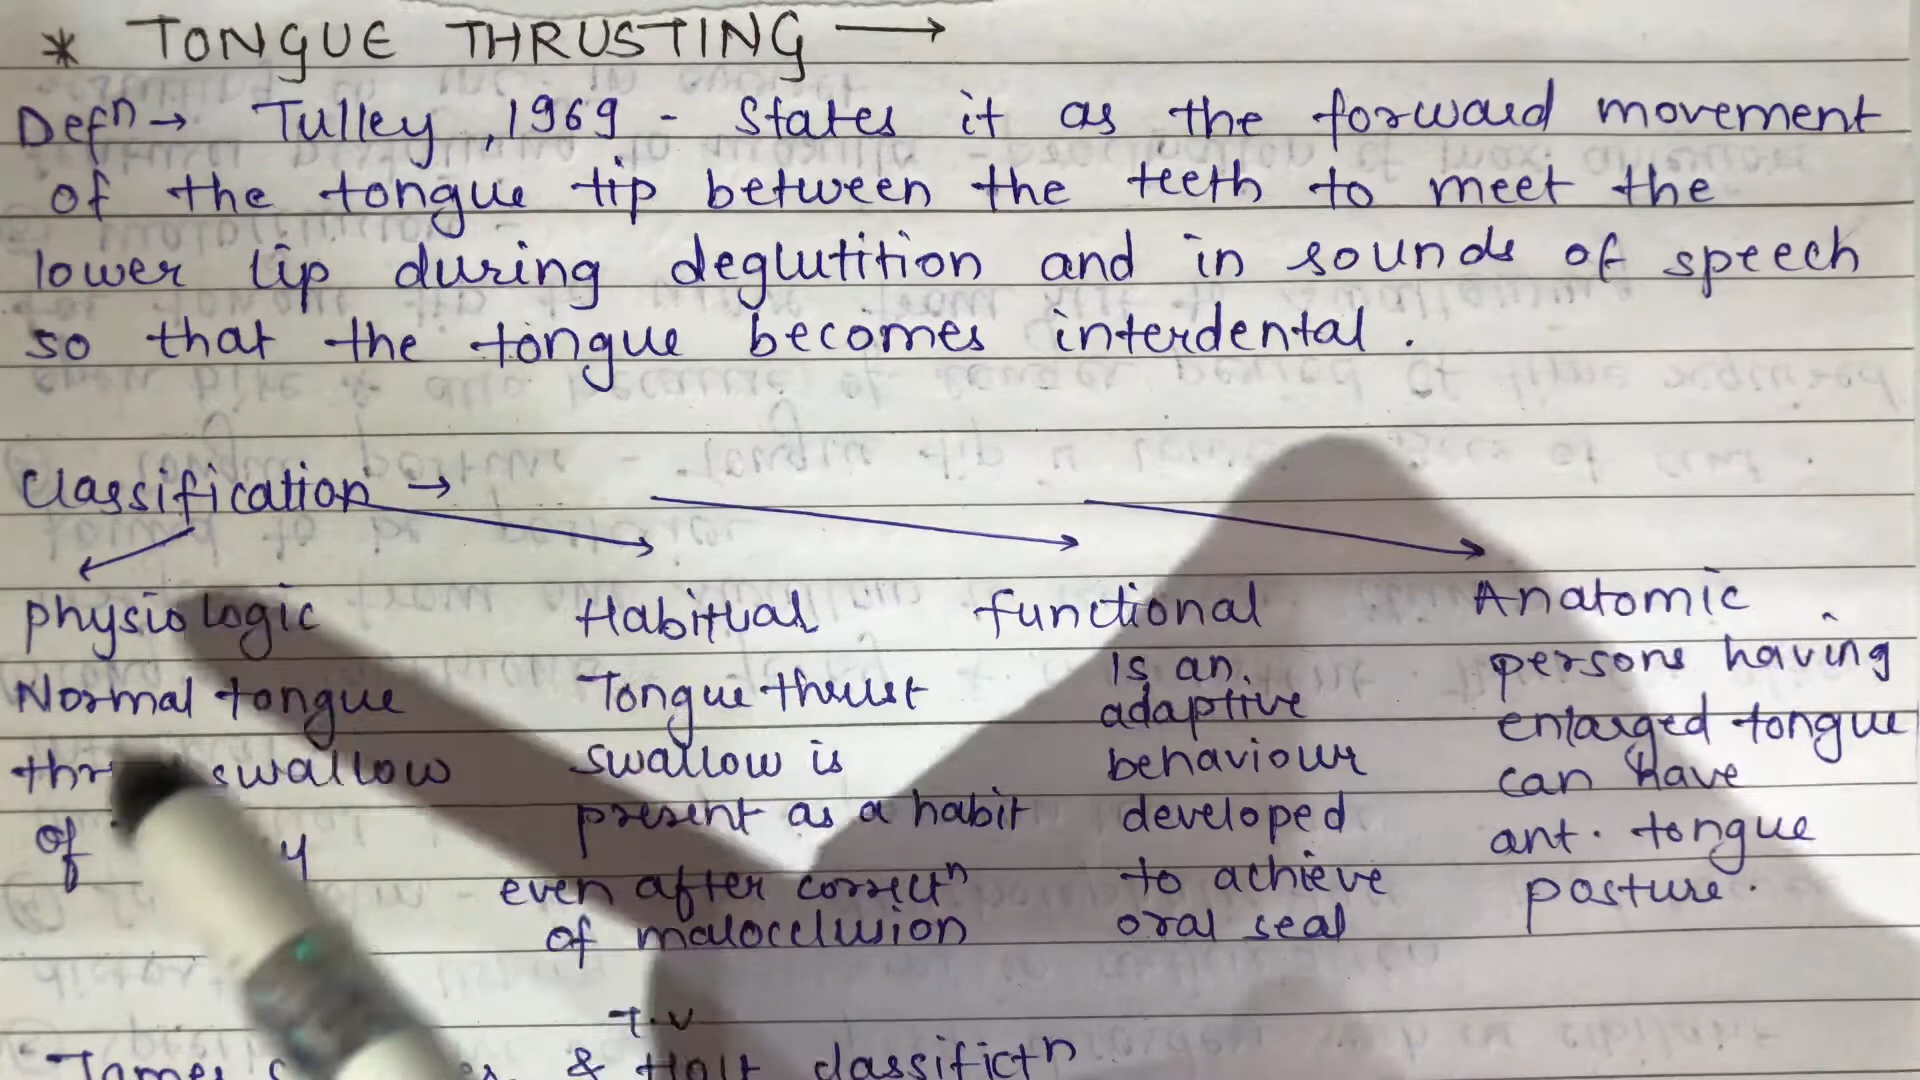 * TONGUE THRUSTING →
Defⁿ → Tulley, 1969 - States it as the forward movement
of the tongue tip between the teeth to meet the
lower lip during deglutition and in sounds of speech
so that the tongue becomes interdental.
Classification →
physiologic
Normal tongue
swallow
of
Habitual
Tongue thrust
swallow is
present as a habit
even after correctⁿ
of malocclusion
functional
is an
adaptive
behaviour
developed
to achieve
oral seal
Anatomic
persons having
enlarged tongue
can have
ant. tongue
posture.
T.V
James & Holt classifictⁿ